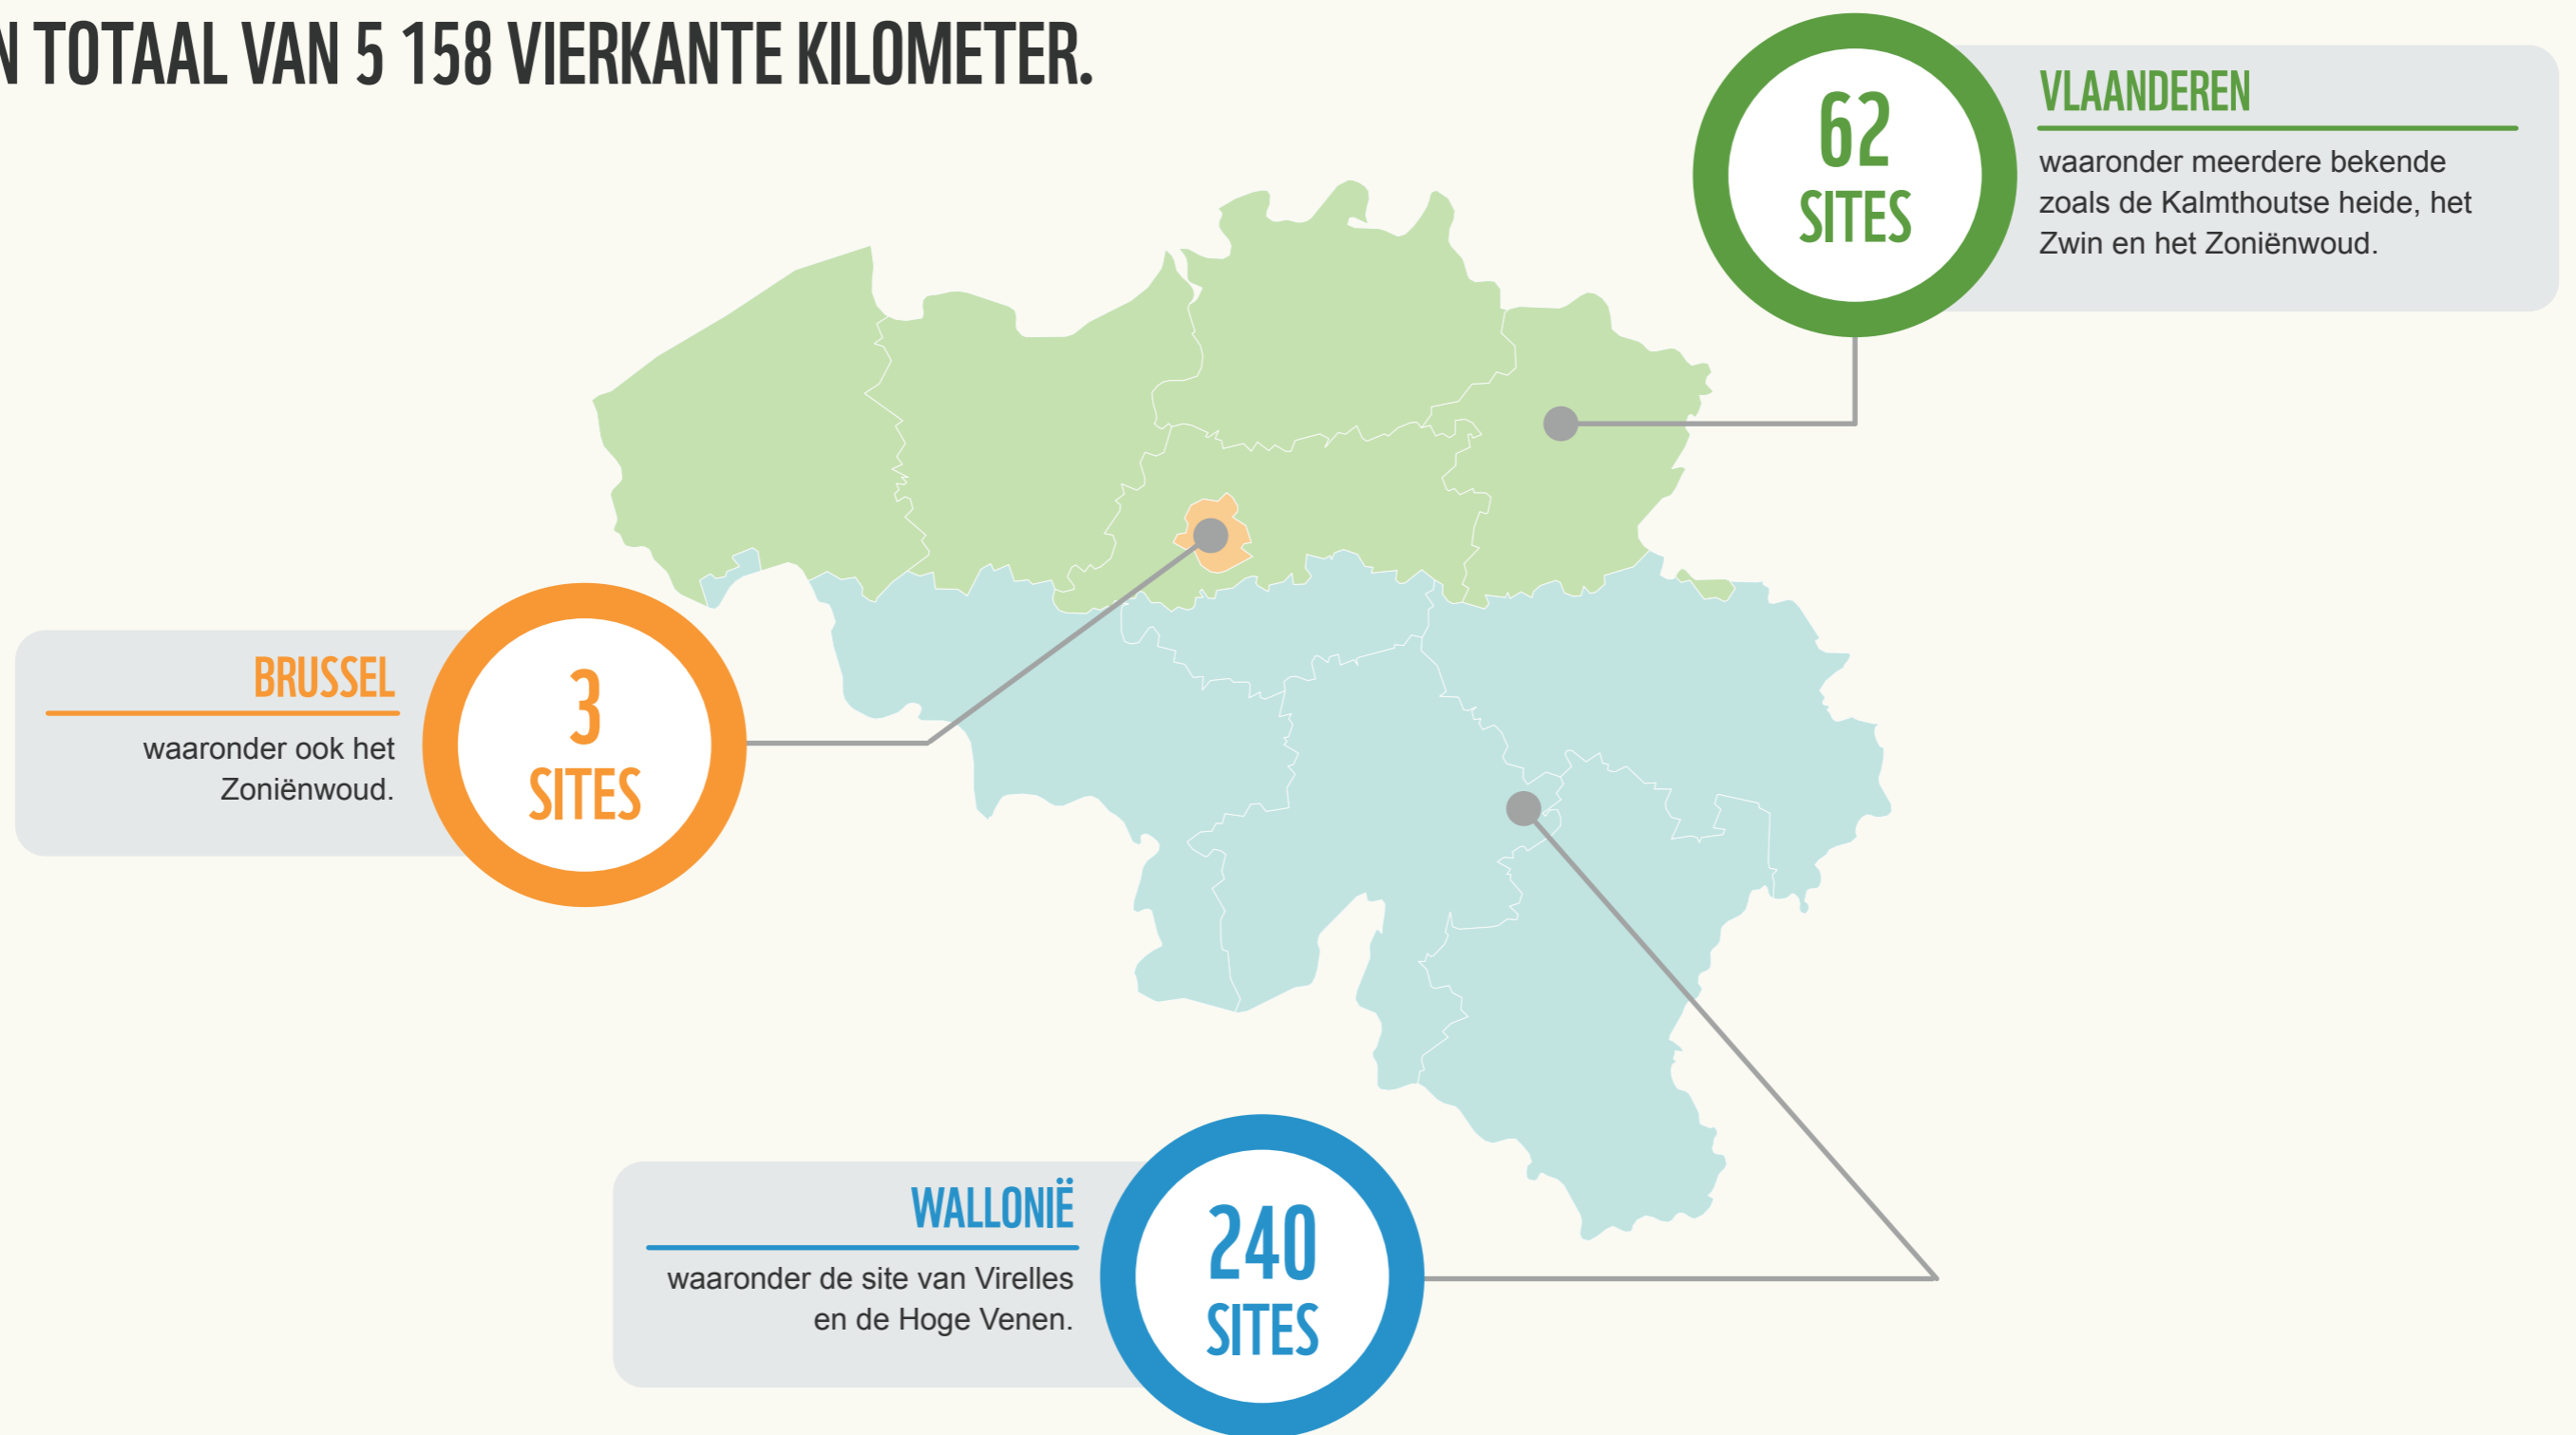 N TOTAAL VAN 5 158 VIERKANTE KILOMETER.
62
SITES
VLAANDEREN
waaronder meerdere bekende
zoals de Kalmthoutse heide, het
Zwin en het Zoniënwoud.
BRUSSEL
waaronder ook het
Zoniënwoud.
3
SITES
WALLONIË
waaronder de site van Virelles
en de Hoge Venen.
240
SITES